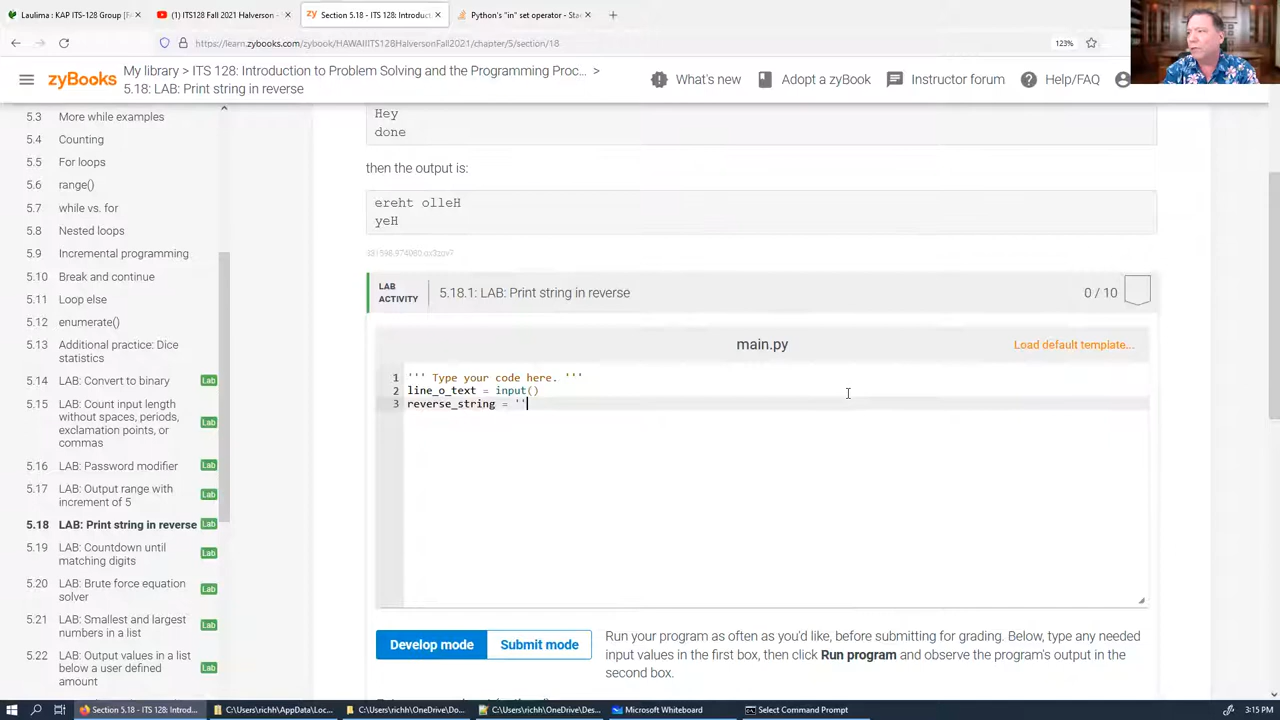 Laulima : KAP ITS-128 Group [Fe
(1) ITS128 Fall 2021 Halverson -
zy Section 5.18 - ITS 128: Introduct
Python's "in" set operator - Sta
https://learn.zybooks.com/zybook/HAWAIIITS128HalversonFall2021/chapter/5/section/18
123%
zyBooks
My library > ITS 128: Introduction to Problem Solving and the Programming Proc... >
5.18: LAB: Print string in reverse
What's new
Adopt a zyBook
Instructor forum
Help/FAQ
5.3 More while examples
5.4 Counting
5.5 For loops
5.6 range()
5.7 while vs. for
5.8 Nested loops
5.9 Incremental programming
5.10 Break and continue
5.11 Loop else
5.12 enumerate()
5.13 Additional practice: Dice
statistics
5.14 LAB: Convert to binary Lab
5.15 LAB: Count input length
without spaces, periods,
exclamation points, or
commas Lab
5.16 LAB: Password modifier Lab
5.17 LAB: Output range with
increment of 5 Lab
5.18 LAB: Print string in reverse Lab
5.19 LAB: Countdown until
matching digits Lab
5.20 LAB: Brute force equation
solver Lab
5.21 LAB: Smallest and largest
numbers in a list Lab
5.22 LAB: Output values in a list
below a user defined
amount Lab
Hey
done
then the output is:
ereht olleH
yeH
LAB
ACTIVITY
5.18.1: LAB: Print string in reverse
0 / 10
main.py
Load default template...
1 ''' Type your code here. '''
2 line_o_text = input()
3 reverse_string = ''
Develop mode
Submit mode
Run your program as often as you'd like, before submitting for grading. Below, type any needed
input values in the first box, then click Run program and observe the program's output in the
second box.
Section 5.18 - ITS 128: Introd...
C:\Users\richh\AppData\Loc...
C:\Users\richh\OneDrive\Do...
C:\Users\richh\OneDrive\Des...
Microsoft Whiteboard
Select Command Prompt
3:15 PM